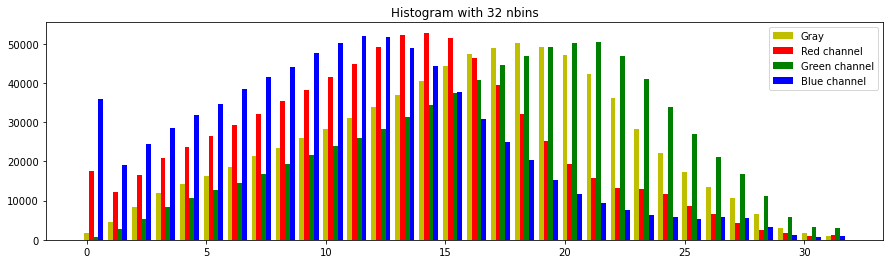 Histogram with 32 nbins
Gray
Red channel
Green channel
Blue channel
50000
40000
30000
20000
10000
0
0 5 10 15 20 25 30